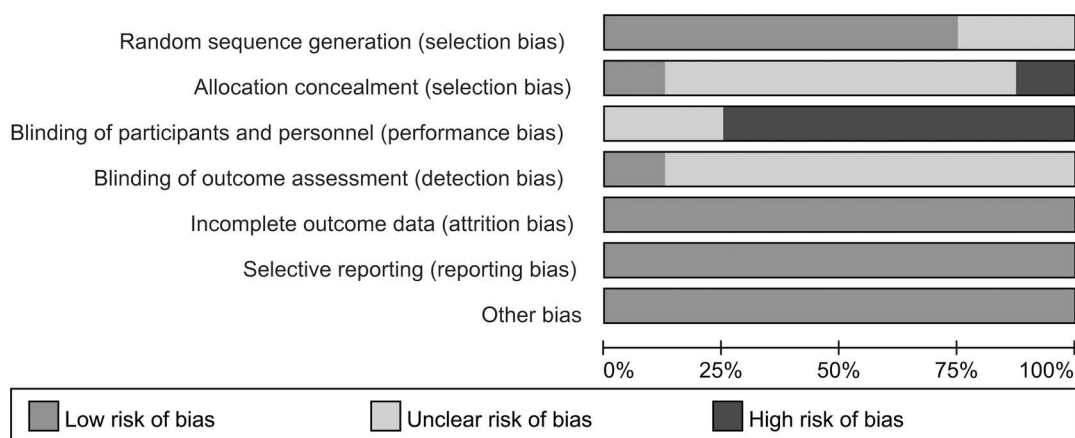 Random sequence generation (selection bias)
Allocation concealment (selection bias)
Blinding of participants and personnel (performance bias)
Blinding of outcome assessment (detection bias)
Incomplete outcome data (attrition bias)
Selective reporting (reporting bias)
Other bias
0% 25% 50% 75% 100%
Low risk of bias Unclear risk of bias High risk of bias